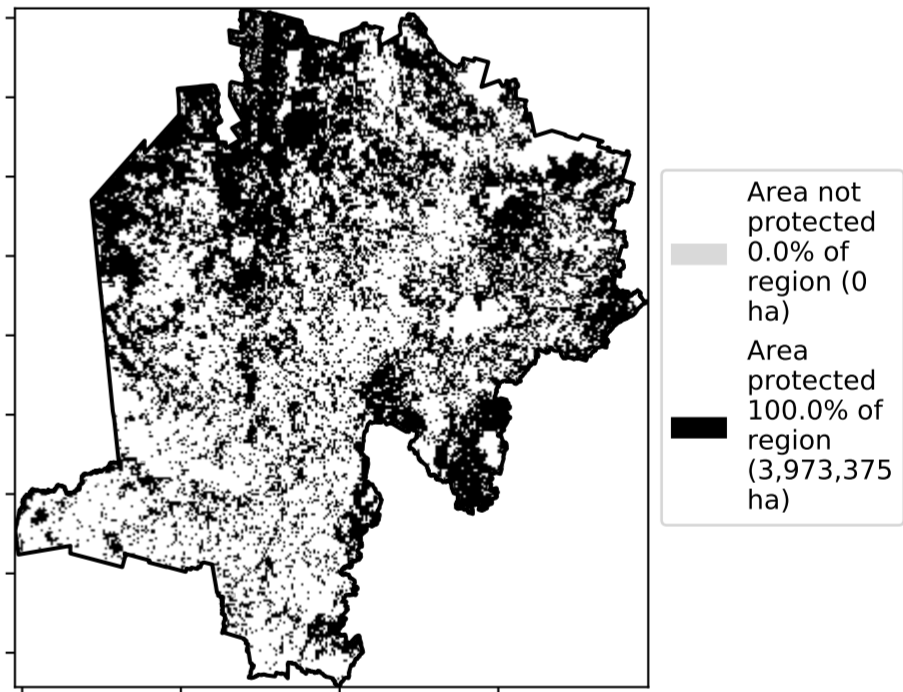 Area not
protected
0.0% of
region (0
ha)
Area
protected
100.0% of
region
(3,973,375
ha)